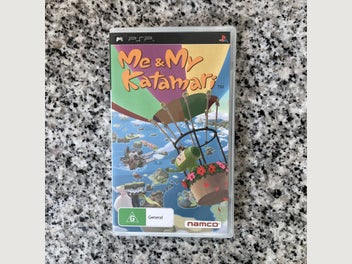 PSP
Me & My
Katamari
TM
G
General
namco